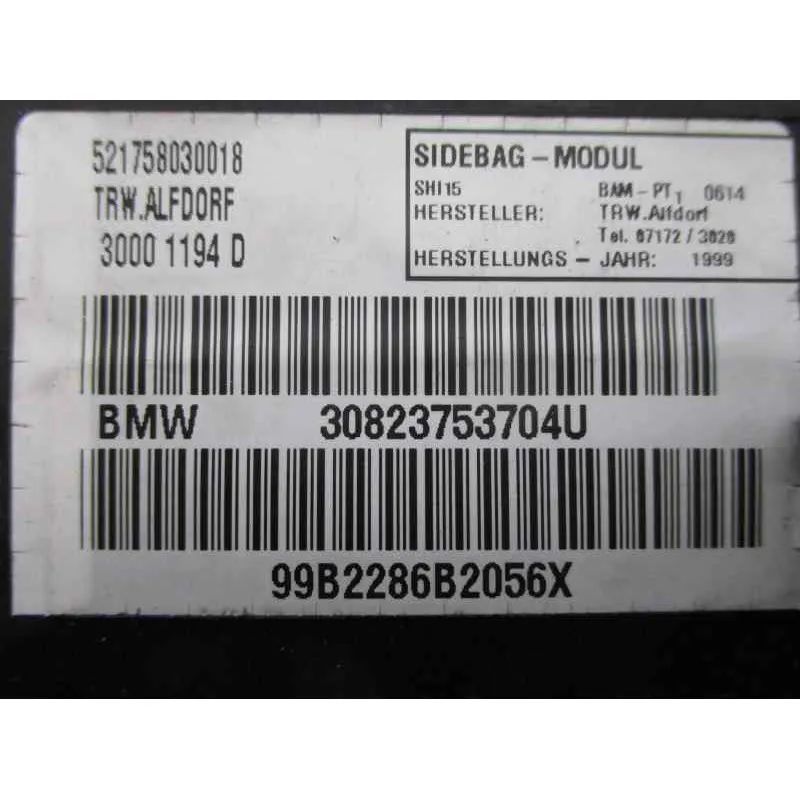 521758030018
TRW.ALFDORF
3000 1194 D
SIDEBAG - MODUL
SHI15 BAM - PT1 0614
HERSTELLER: TRW.Alfdorf
Tel. 07172 / 3020
HERSTELLUNGS - JAHR: 1999
BMW 30823753704U
99B2286B2056X